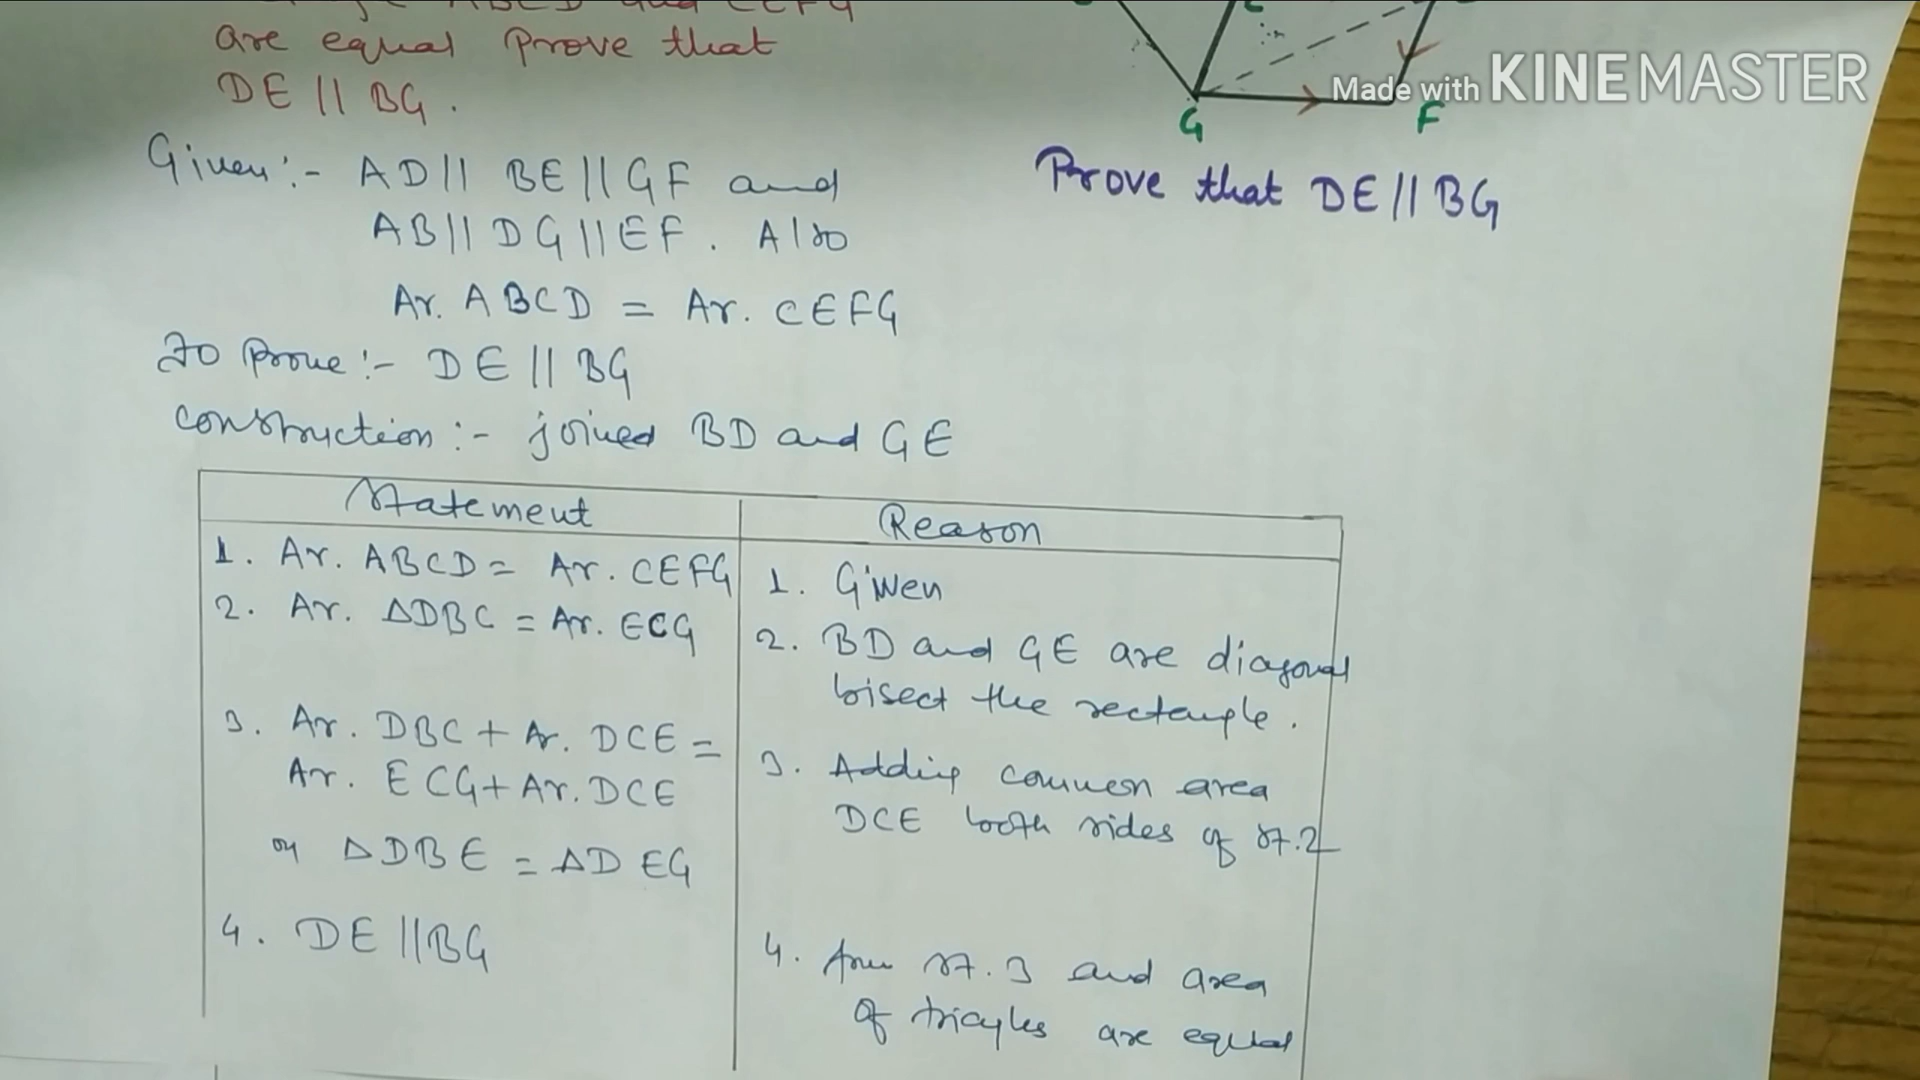 ABCD and CEFG
are equal Prove that
DE || BG.
Made with KINEMASTER
G
F
Given:- AD || BE || GF and
AB || DG || EF. Also
Ar. ABCD = Ar. CEFG
Prove that DE || BG
To Prove:- DE || BG
Construction:- joined BD and GE
Statement
Reason
1. Ar. ABCD = Ar. CEFG
1. Given
2. Ar. ΔDBC = Ar. ECG
2. BD and GE are diagonal
bisect the rectangle.
3. Ar. DBC + Ar. DCE =
Ar. ECG + Ar. DCE
or ΔDBE = ΔDEG
3. Adding common area
DCE both sides of st. 2
4. DE || BG
4. from st. 3 and area
of triangles are equal